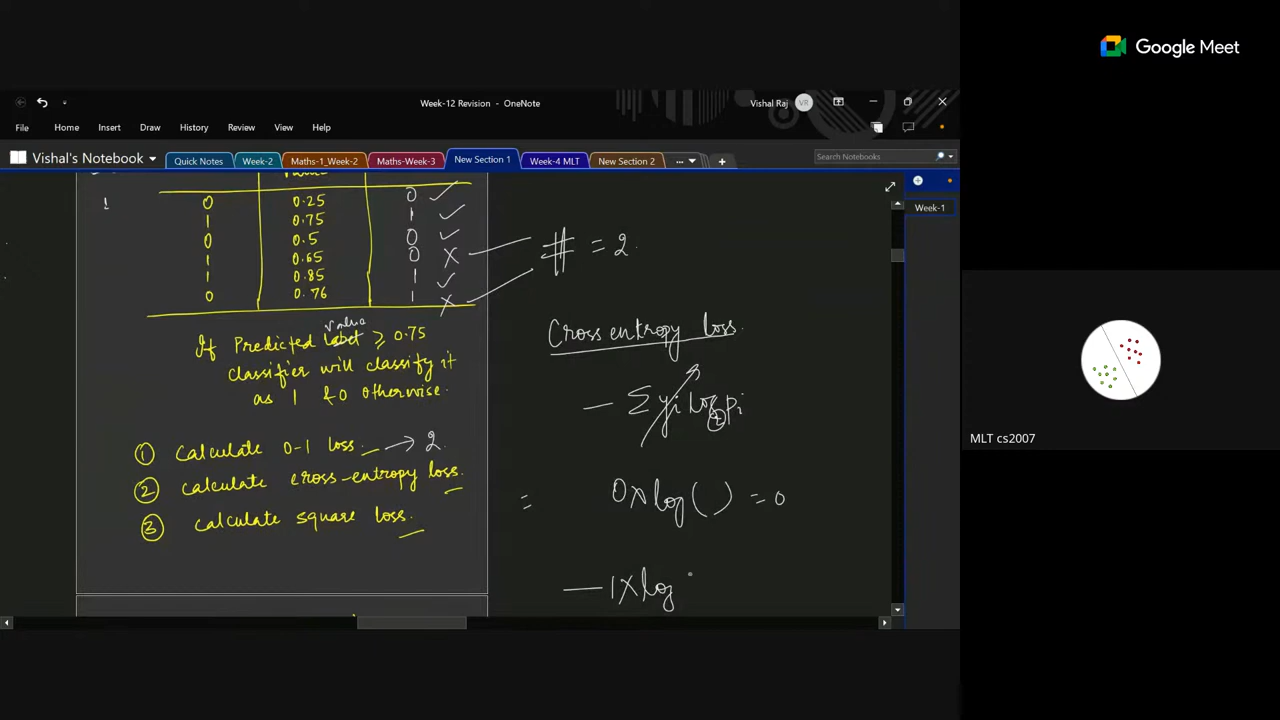 Google Meet
Week-12 Revision - OneNote
Vishal Raj VR
File Home Insert Draw History Review View Help
Vishal's Notebook Quick Notes Week-2 Maths-1_Week-2 Maths-Week-3 New Section 1 Week-4 MLT New Section 2 ... + Search Notebooks
Week-1
1
0 0.25 0 ✓
1 0.75 1 ✓
0 0.5 0 ✓
1 0.65 0 X
1 0.85 1 ✓
0 0.76 1 X
# = 2
value
If Predicted label ≥ 0.75
classifier will classify it
as 1 & 0 otherwise.
① Calculate 0-1 loss. → 2
② Calculate cross-entropy loss.
③ Calculate square loss.
Cross entropy loss.
— Σ yi log₂ pi
= 0 x log ( ) = 0
— 1 x log
MLT cs2007